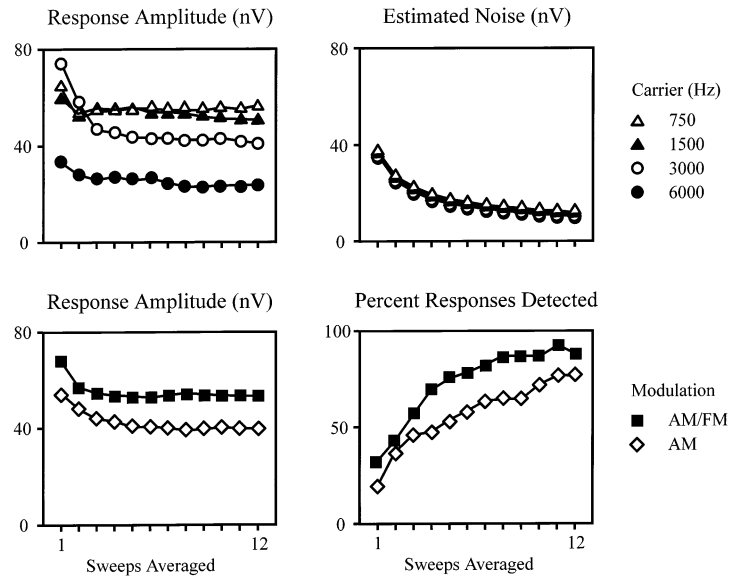 Response Amplitude (nV)
80
40
0
Estimated Noise (nV)
80
40
0
Carrier (Hz)
750
1500
3000
6000
Response Amplitude (nV)
80
40
0
1 12
Sweeps Averaged
Percent Responses Detected
100
50
0
1 12
Sweeps Averaged
Modulation
AM/FM
AM